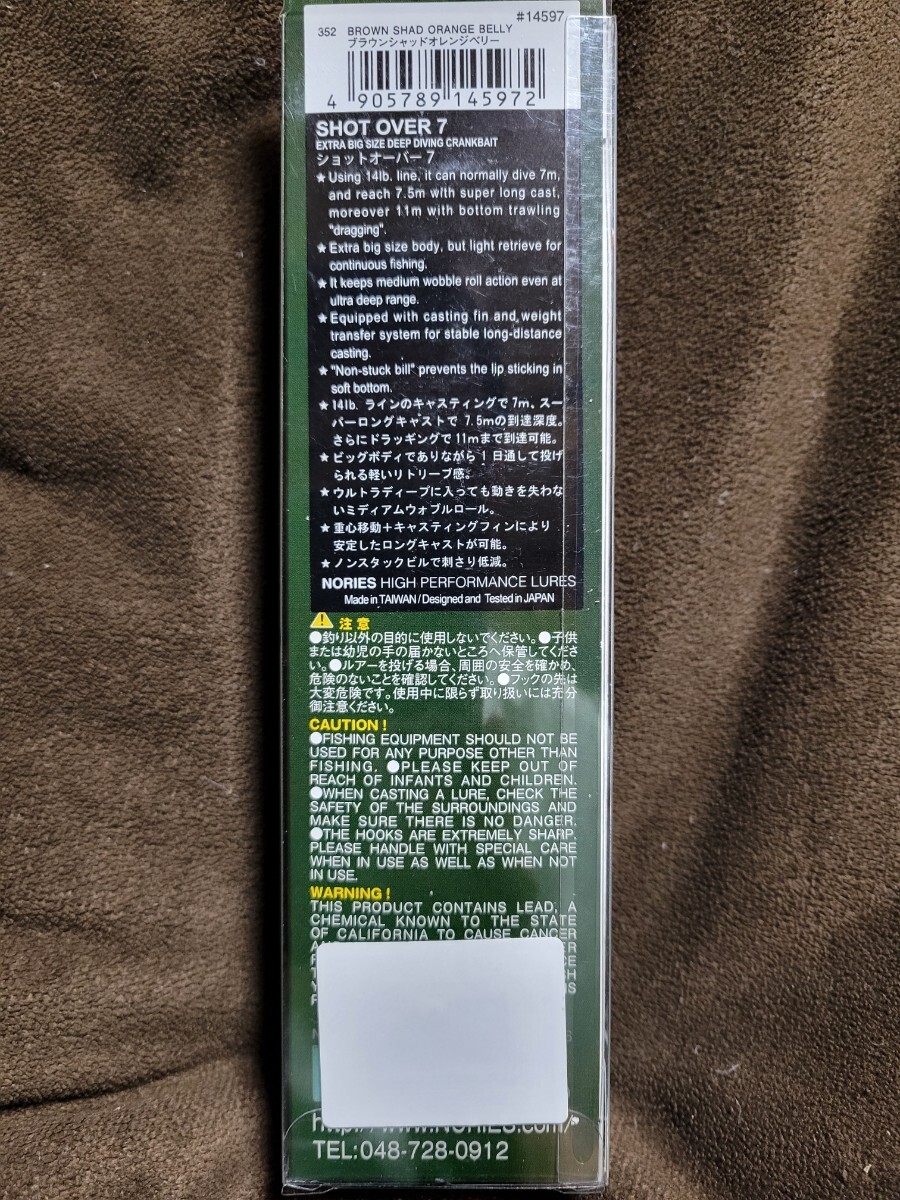 #14597
352 BROWN SHAD ORANGE BELLY
ブラウンシャッドオレンジベリー
4 905789 145972
SHOT OVER 7
EXTRA BIG SIZE DEEP DIVING CRANKBAIT
ショットオーバー 7
★Using 14lb. line, it can normally dive 7m,
and reach 7.5m with super long cast,
moreover 11m with bottom trawling
"dragging".
★Extra big size body, but light retrieve for
continuous fishing.
★It keeps medium wobble roll action even at
ultra deep range.
★Equipped with casting fin and weight
transfer system for stable long-distance
casting.
★"Non-stuck bill" prevents the lip sticking in
soft bottom.
★14lb. ラインのキャスティングで 7m、スー
パーロングキャストで 7.5mの到達深度。
さらにドラッギングで 11mまで到達可能。
★ビッグボディでありながら！日通して投げ
られる軽いリトリーブ感。
★ウルトラディープに入っても動きを失わな
いミディアムウォブルロール。
★重心移動＋キャスティングフィンにより
安定したロングキャストが可能。
★ノンスタックビルで刺さり低減。
NORIES HIGH PERFORMANCE LURES
Made in TAIWAN / Designed and Tested in JAPAN
注意
●釣り以外の目的に使用しないでください。●子供
または幼児の手の届かないところへ保管してくださ
い。●ルアーを投げる場合、周囲の安全を確かめ、
危険のないことを確認してください。●フックの先は
大変危険です。使用中に限らず取り扱いには充分
御注意ください。
CAUTION !
●FISHING EQUIPMENT SHOULD NOT BE
USED FOR ANY PURPOSE OTHER THAN
FISHING. ●PLEASE KEEP OUT OF
REACH OF INFANTS AND CHILDREN.
●WHEN CASTING A LURE, CHECK THE
SAFETY OF THE SURROUNDINGS AND
MAKE SURE THERE IS NO DANGER.
●THE HOOKS ARE EXTREMELY SHARP.
PLEASE HANDLE WITH SPECIAL CARE
WHEN IN USE AS WELL AS WHEN NOT
IN USE.
WARNING !
THIS PRODUCT CONTAINS LEAD, A
CHEMICAL KNOWN TO THE STATE
OF CALIFORNIA TO CAUSE CANCER
http://www.NORIES.com/
TEL:048-728-0912